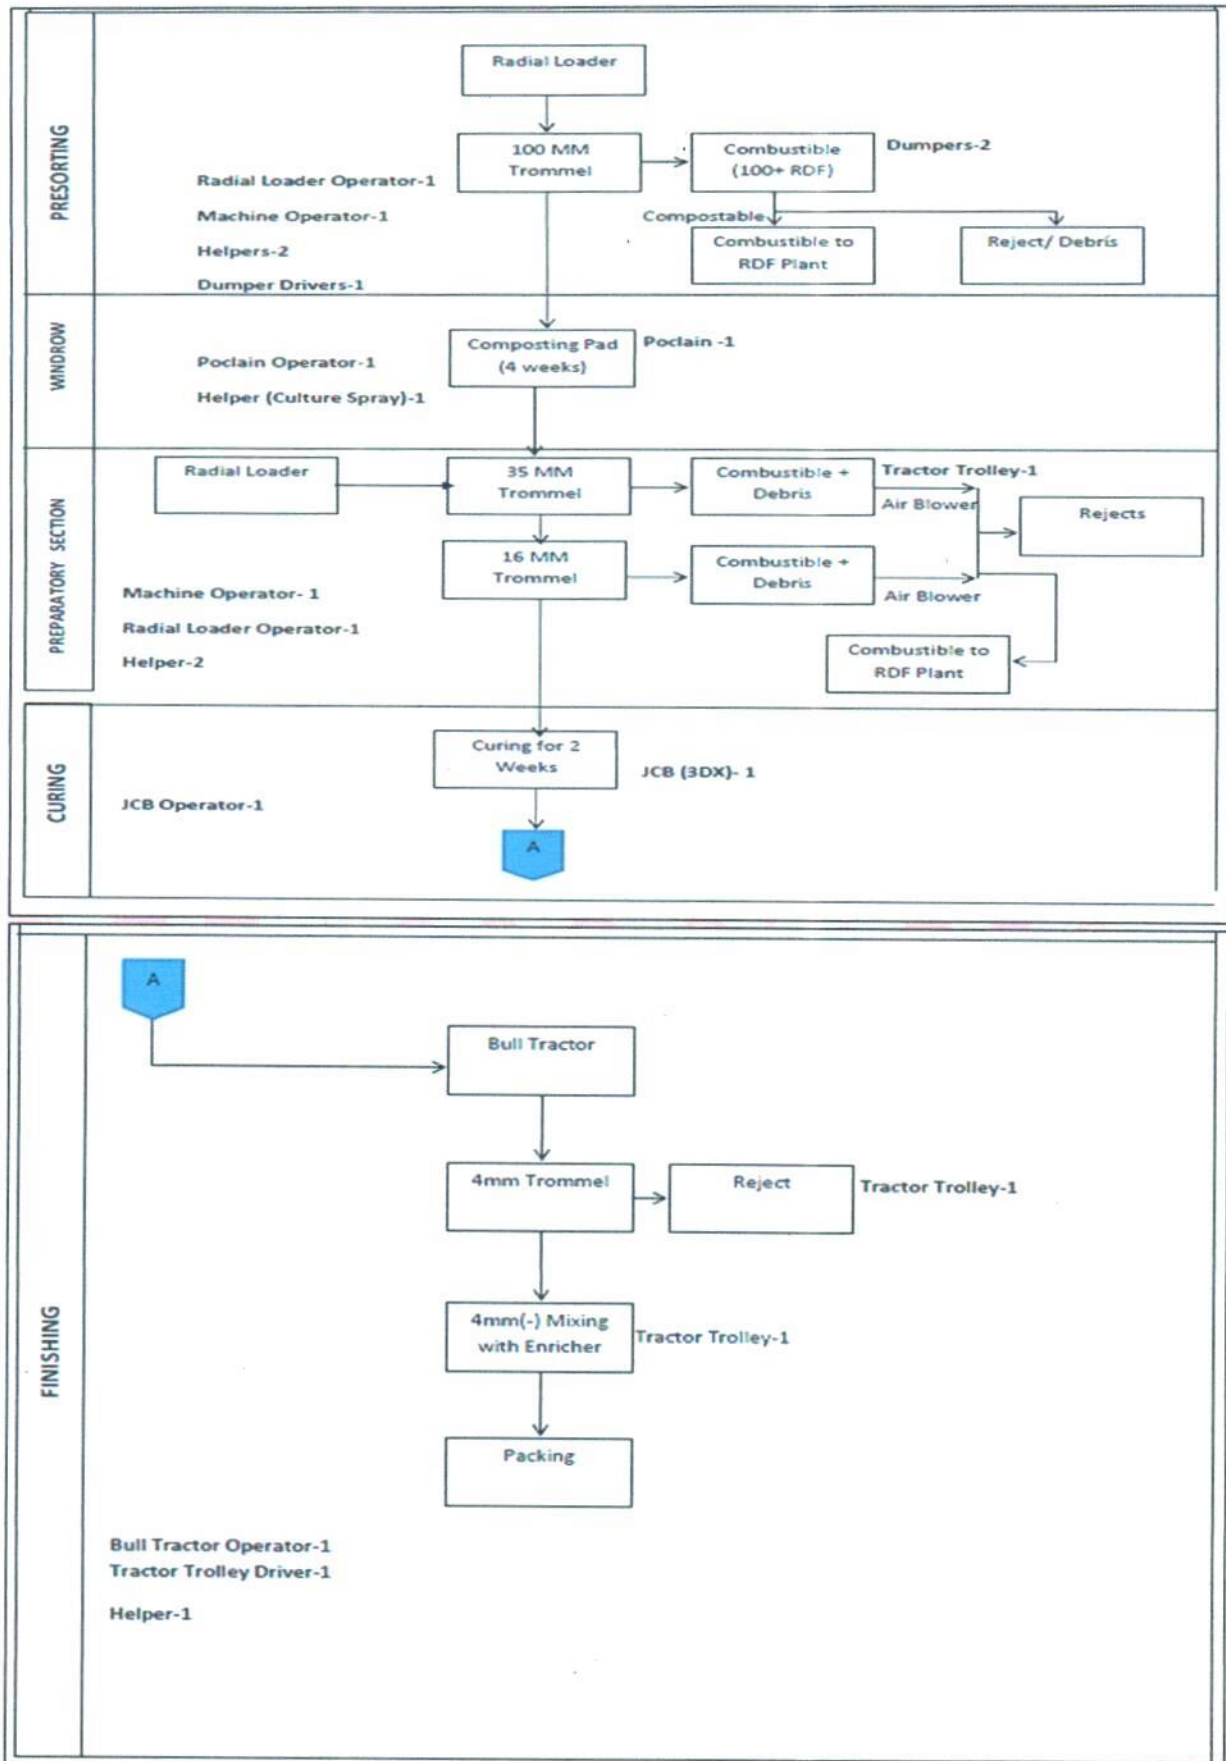 PRESORTING
Radial Loader
100 MM
Trommel
Combustible
(100+ RDF)
Dumpers-2
Radial Loader Operator-1
Machine Operator-1
Helpers-2
Dumper Drivers-1
Compostable
Combustible to
RDF Plant
Reject/ Debris
WINDROW
Composting Pad
(4 weeks)
Poclain -1
Poclain Operator-1
Helper (Culture Spray)-1
PREPARATORY SECTION
Radial Loader
35 MM
Trommel
Combustible +
Debris
Tractor Trolley-1
Air Blower
Rejects
16 MM
Trommel
Combustible +
Debris
Air Blower
Machine Operator- 1
Radial Loader Operator-1
Helper-2
Combustible to
RDF Plant
CURING
Curing for 2
Weeks
JCB (3DX)- 1
JCB Operator-1
A
FINISHING
A
Bull Tractor
4mm Trommel
Reject
Tractor Trolley-1
4mm(-) Mixing
with Enricher
Tractor Trolley-1
Packing
Bull Tractor Operator-1
Tractor Trolley Driver-1
Helper-1